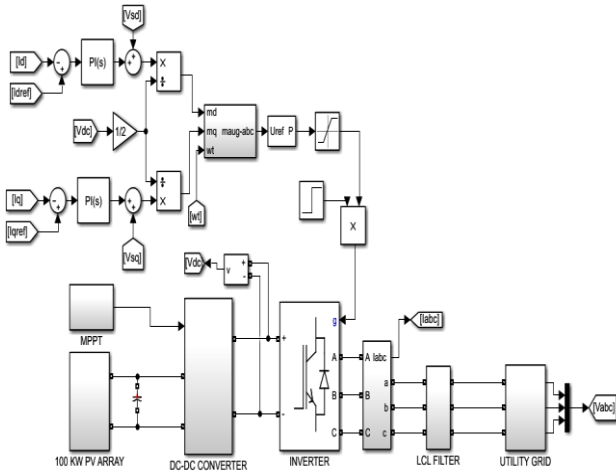 [Vsd]
[Id]
PI(s)
X
÷
[Idref]
[Vdc]
1/2
md
mq maug-abc
wt
Uref P
[Iq]
PI(s)
÷
X
[Iqref]
[wt]
[Vsq]
X
[Vdc]
v
+
-
MPPT
g
+
-
A
B
C
A Iabc
B
C
a
b
c
[Iabc]
[Vabc]
100 KW PV ARRAY
DC-DC CONVERTER
INVERTER
LCL FILTER
UTILITY GRID